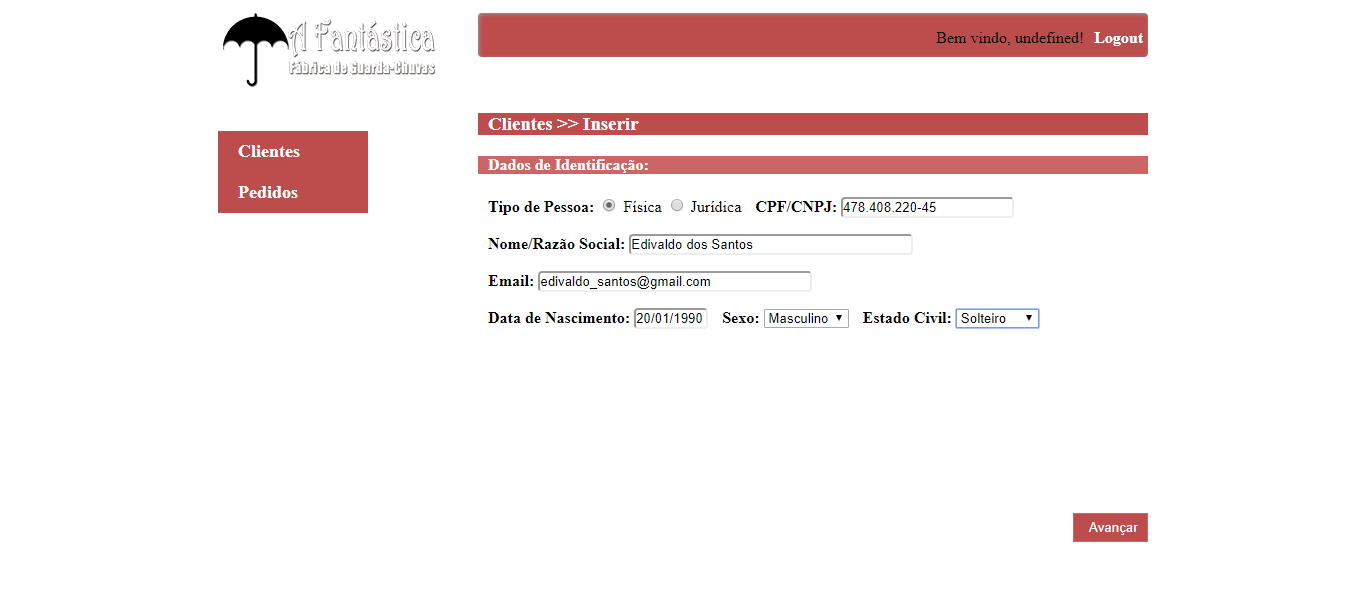 A Fantástica
Fábrica de Guarda-Chuvas
Bem vindo, undefined! Logout
Clientes
Pedidos
Clientes >> Inserir
Dados de Identificação:
Tipo de Pessoa: Física Jurídica CPF/CNPJ: 478.408.220-45
Nome/Razão Social: Edivaldo dos Santos
Email: edivaldo_santos@gmail.com
Data de Nascimento: 20/01/1990 Sexo: Masculino Estado Civil: Solteiro
Avançar